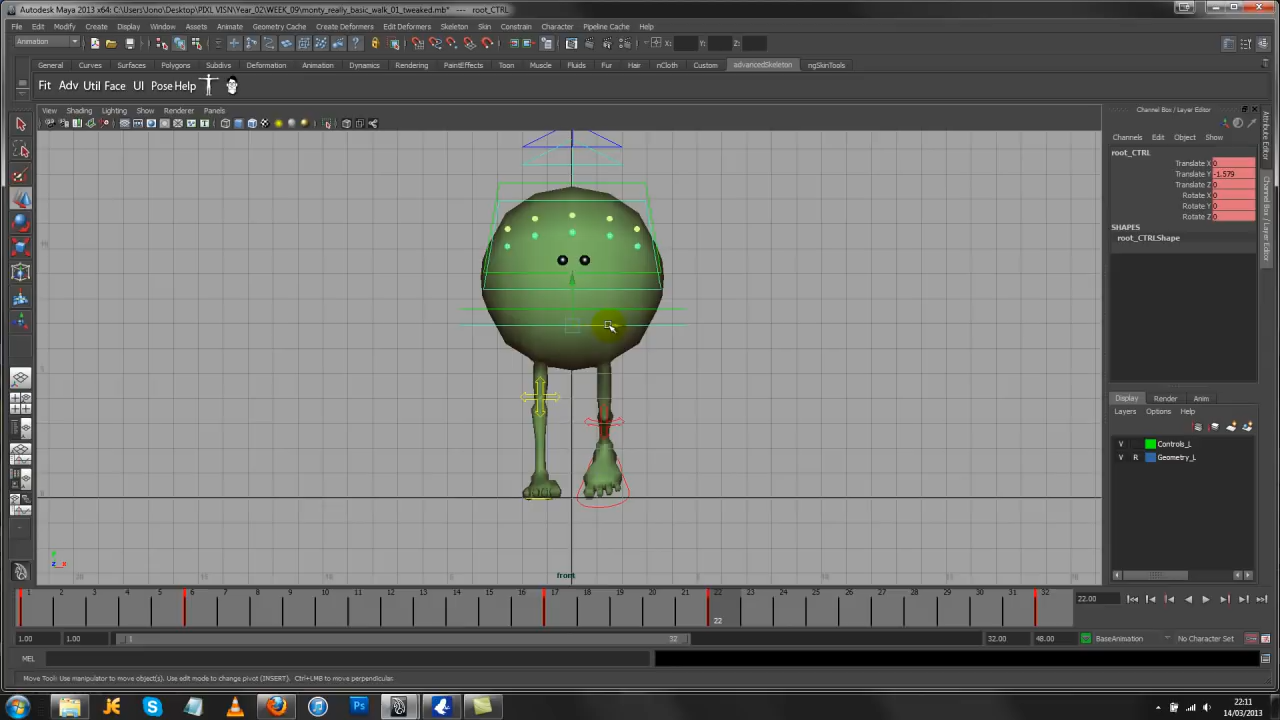 Autodesk Maya 2013 x64: C:\Users\Jono\Desktop\PIXL VISN\Year_02\WEEK_09\monty_really_basic_walk_01_tweaked.mb* --- root_CTRL
File Edit Modify Create Display Window Assets Animate Geometry Cache Create Deformers Edit Deformers Skeleton Skin Constrain Character Pipeline Cache Help
Animation X: Y: Z:
General Curves Surfaces Polygons Subdivs Deformation Animation Dynamics Rendering PaintEffects Toon Muscle Fluids Fur Hair nCloth Custom advancedSkeleton ngSkinTools
Fit Adv Util Face UI Pose Help
View Shading Lighting Show Renderer Panels
Channel Box / Layer Editor
Channels Edit Object Show
root_CTRL
Translate X 0
Translate Y -1.579
Translate Z 0
Rotate X 0
Rotate Y 0
Rotate Z 0
SHAPES
root_CTRLShape
Attribute Editor
Channel Box / Layer Editor
Display Render Anim
Layers Options Help
V Controls_L
V R Geometry_L
front
1 2 3 4 5 6 7 8 9 10 11 12 13 14 15 16 17 18 19 20 21 22 23 24 25 26 27 28 29 30 31 32
22
22.00
1.00 1.00 1 32 32.00 48.00 BaseAnimation No Character Set
MEL
Move Tool: Use manipulator to move object(s). Use edit mode to change pivot (INSERT). Ctrl+LMB to move perpendicular.
22:11
14/03/2013